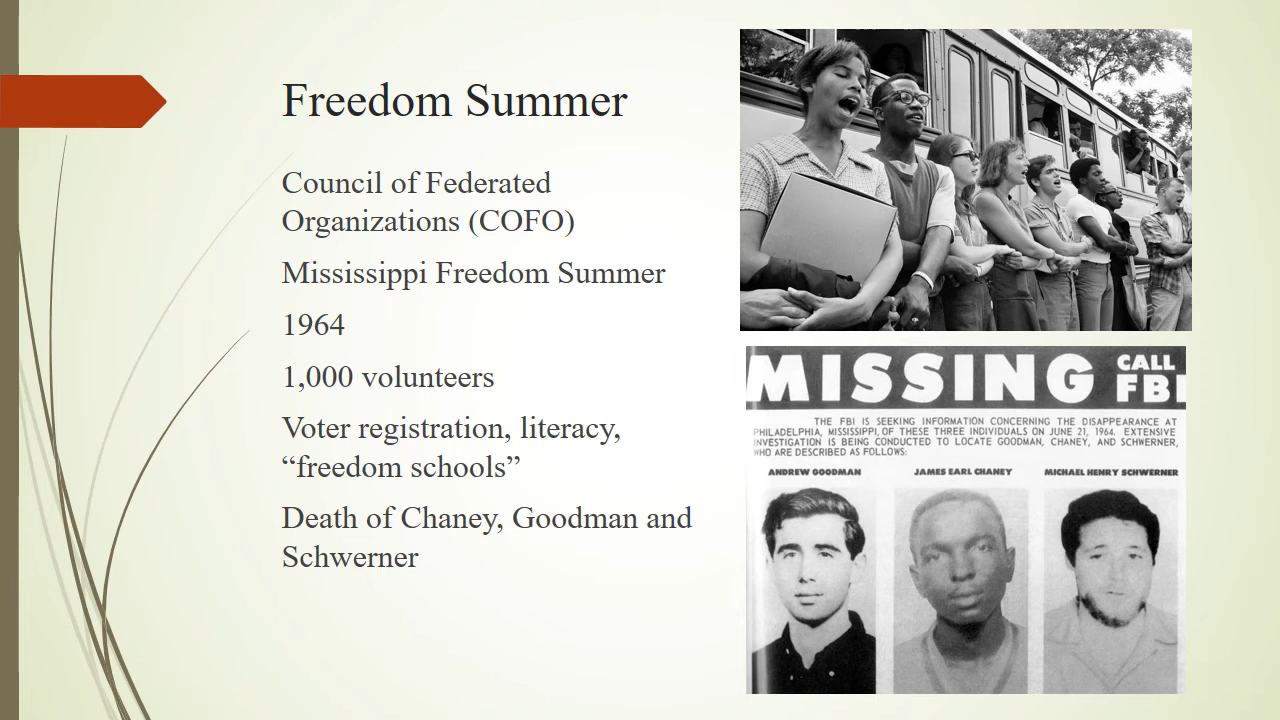 Freedom Summer
Council of Federated
Organizations (COFO)
Mississippi Freedom Summer
1964
1,000 volunteers
Voter registration, literacy,
“freedom schools”
Death of Chaney, Goodman and
Schwerner
MISSING CALL
FBI
THE FBI IS SEEKING INFORMATION CONCERNING THE DISAPPEARANCE AT
PHILADELPHIA, MISSISSIPPI, OF THESE THREE INDIVIDUALS ON JUNE 21, 1964. EXTENSIVE
INVESTIGATION IS BEING CONDUCTED TO LOCATE GOODMAN, CHANEY, AND SCHWERNER,
WHO ARE DESCRIBED AS FOLLOWS:
ANDREW GOODMAN JAMES EARL CHANEY MICHAEL HENRY SCHWERNER